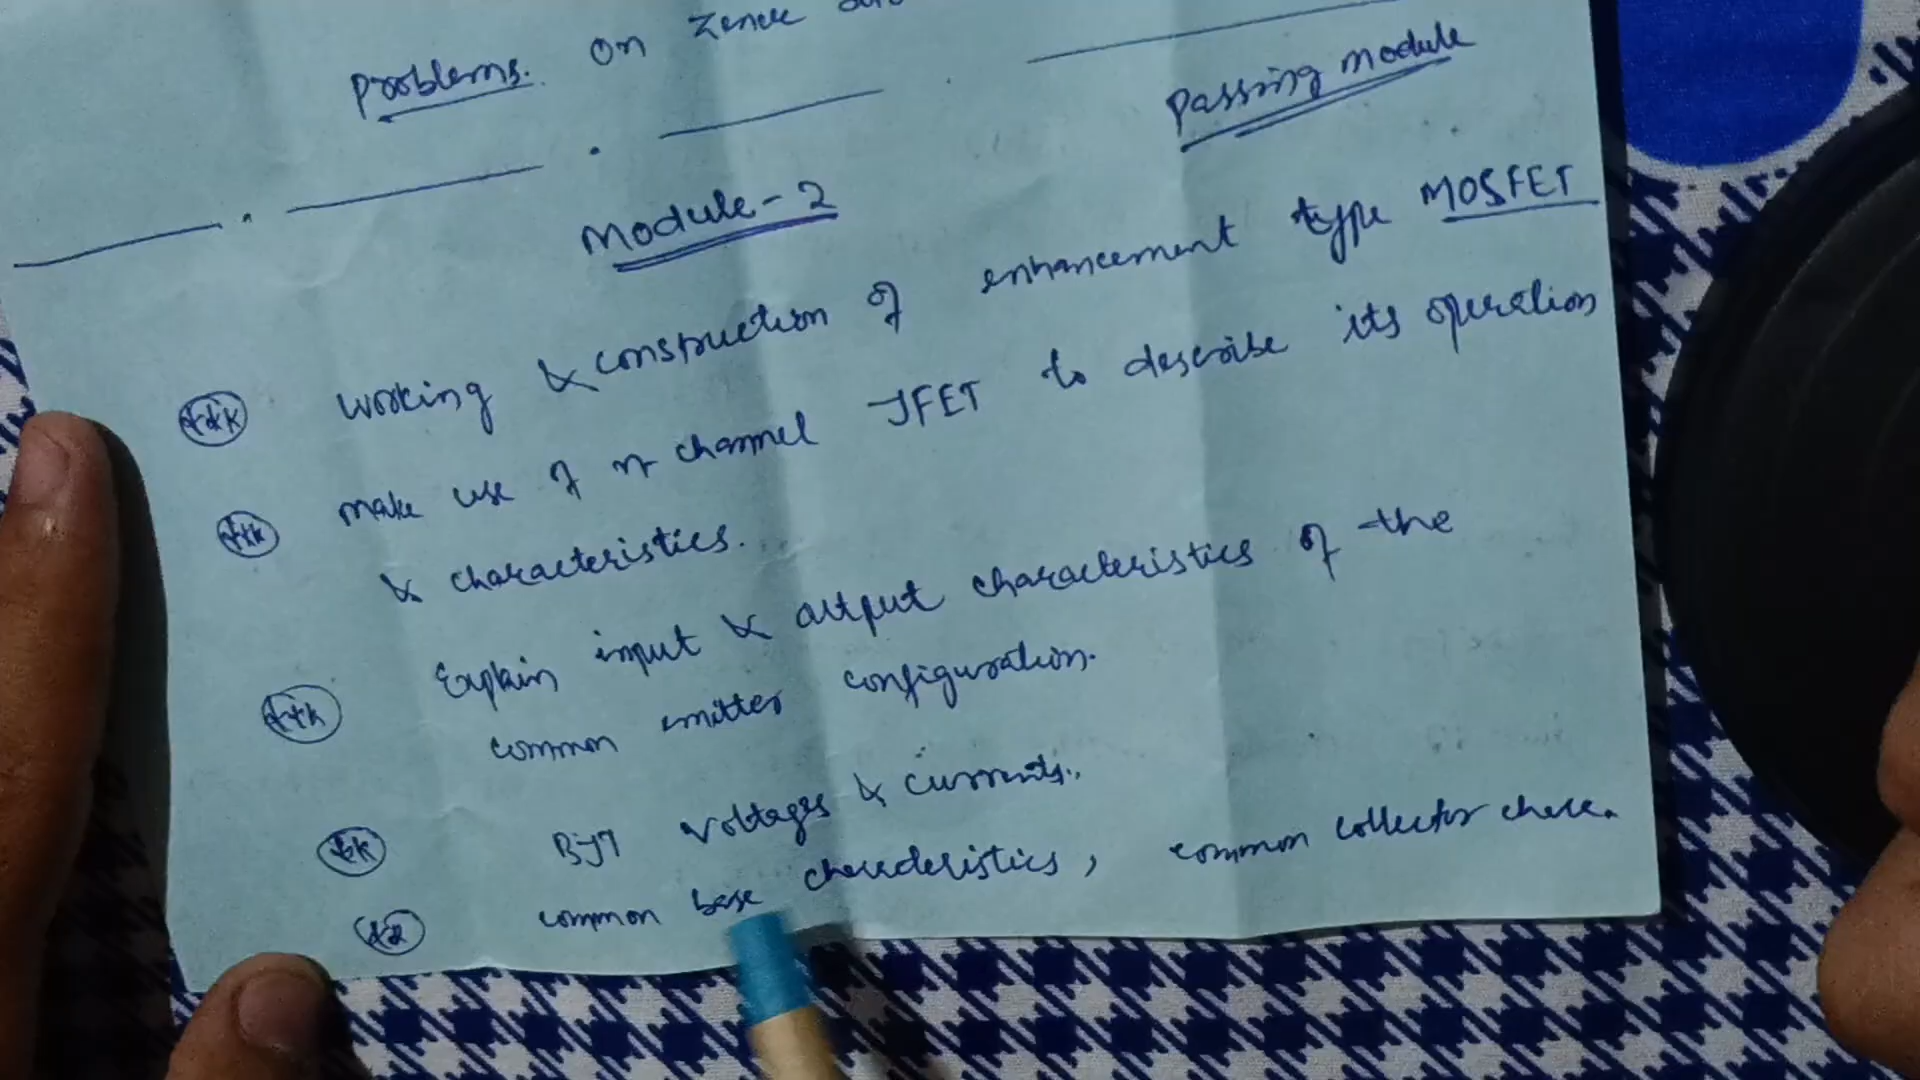 Problems. on Zener
Passing module
Module-2
*** Working & construction of enhancement type MOSFET
*** make use of n channel JFET to describe its operation
& characteristics.
*** Explain input & output characteristics of the
common emitter configuration.
** BJT voltages & currents.
** common base charecteristics, common collector chere.